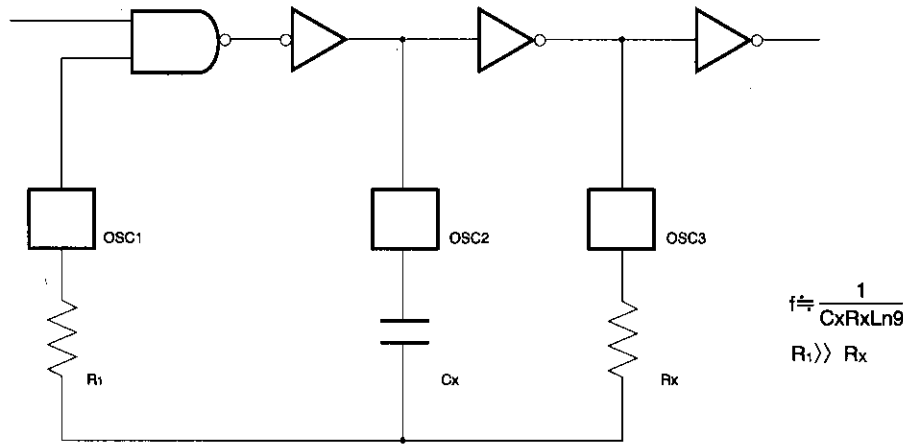 OSC1
OSC2
OSC3
R1
Cx
Rx
f≒ 1 / CxRxLn9
R1⟩⟩ Rx